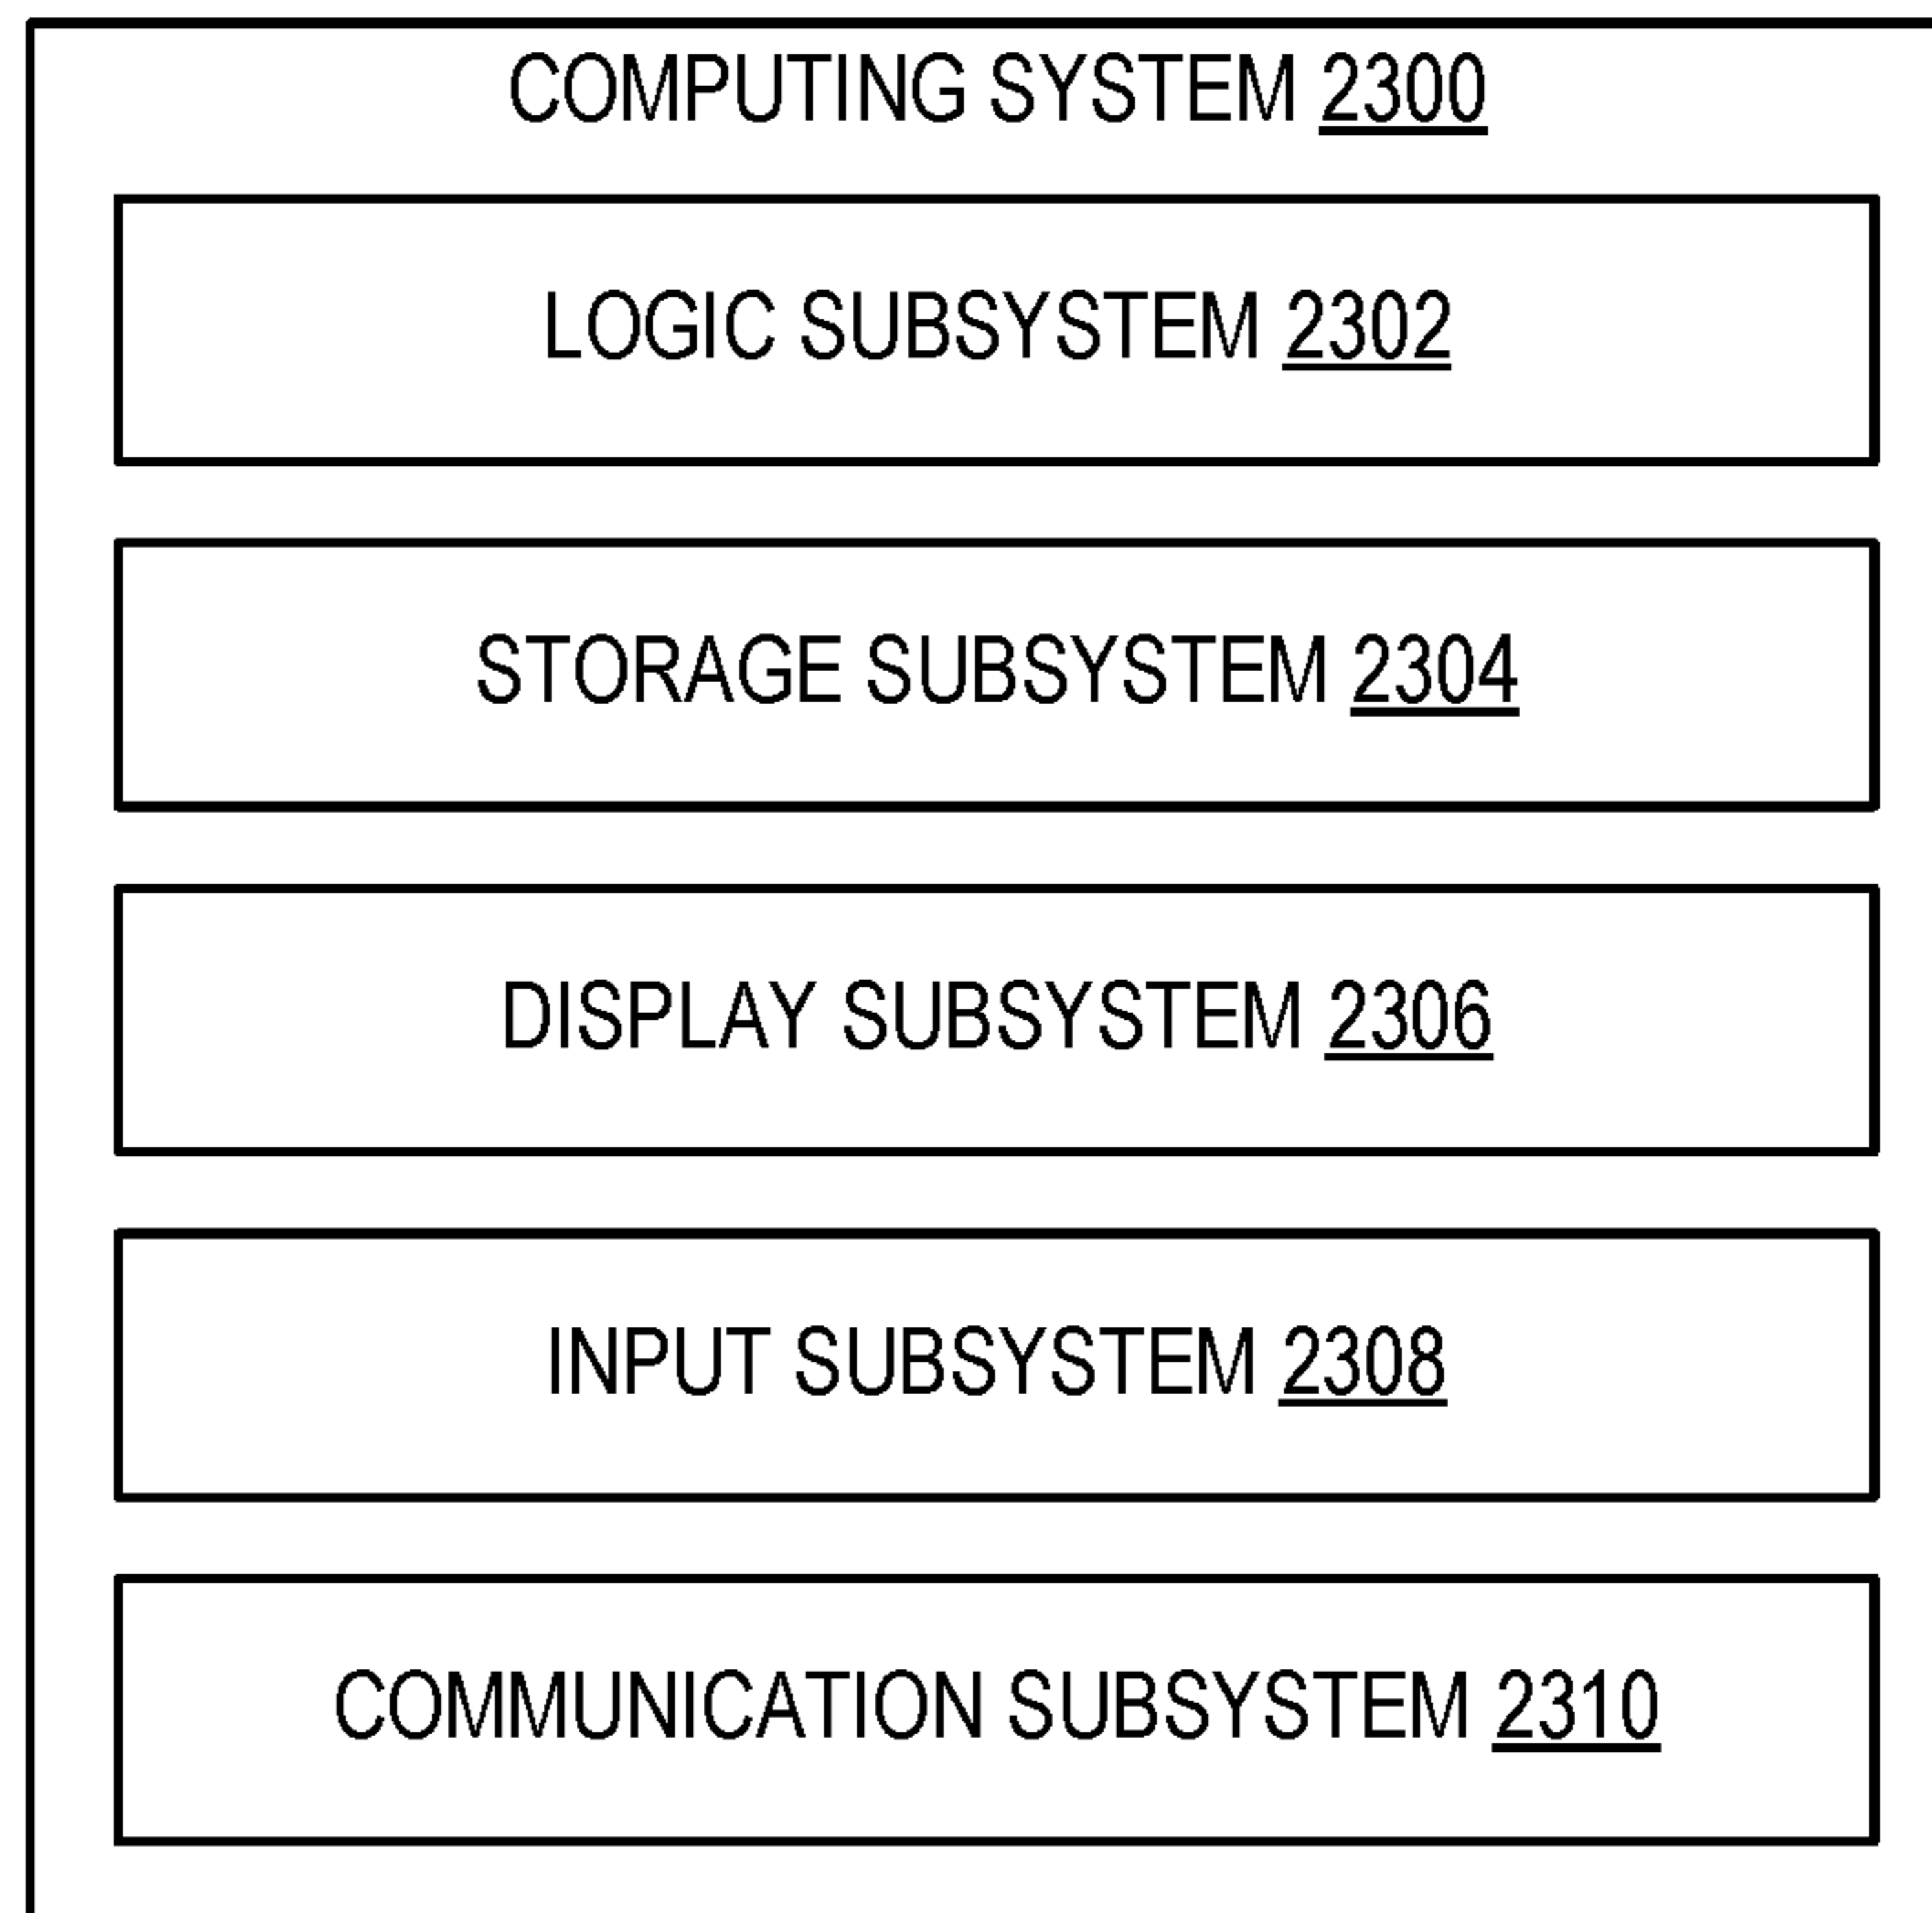 COMPUTING SYSTEM 2300
LOGIC SUBSYSTEM 2302
STORAGE SUBSYSTEM 2304
DISPLAY SUBSYSTEM 2306
INPUT SUBSYSTEM 2308
COMMUNICATION SUBSYSTEM 2310